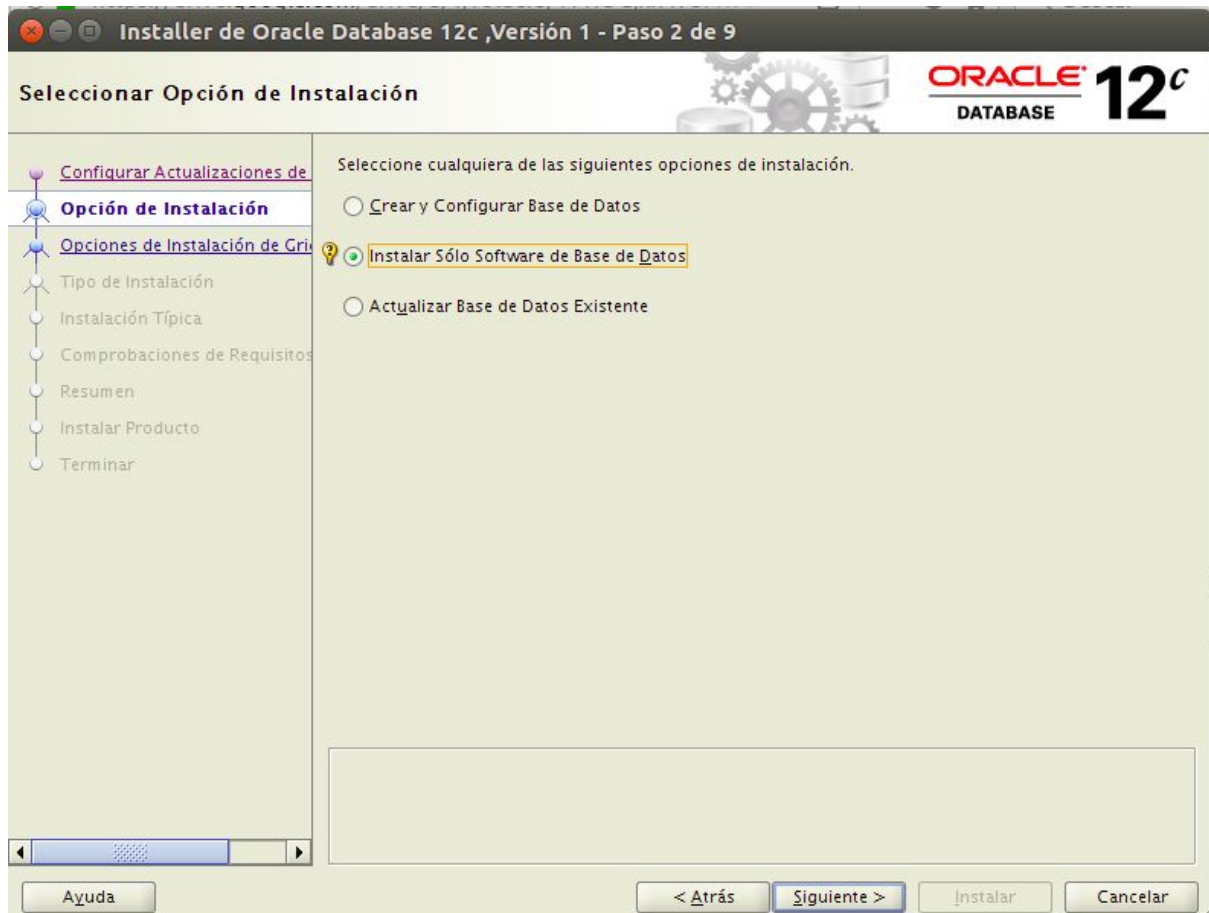 Installer de Oracle Database 12c ,Versión 1 - Paso 2 de 9
Seleccionar Opción de Instalación
ORACLE
DATABASE
12c
Configurar Actualizaciones de
Opción de Instalación
Opciones de Instalación de Gri
Tipo de Instalación
Instalación Típica
Comprobaciones de Requisitos
Resumen
Instalar Producto
Terminar
Seleccione cualquiera de las siguientes opciones de instalación.
Crear y Configurar Base de Datos
Instalar Sólo Software de Base de Datos
Actualizar Base de Datos Existente
Ayuda
< Atrás
Siguiente >
Instalar
Cancelar